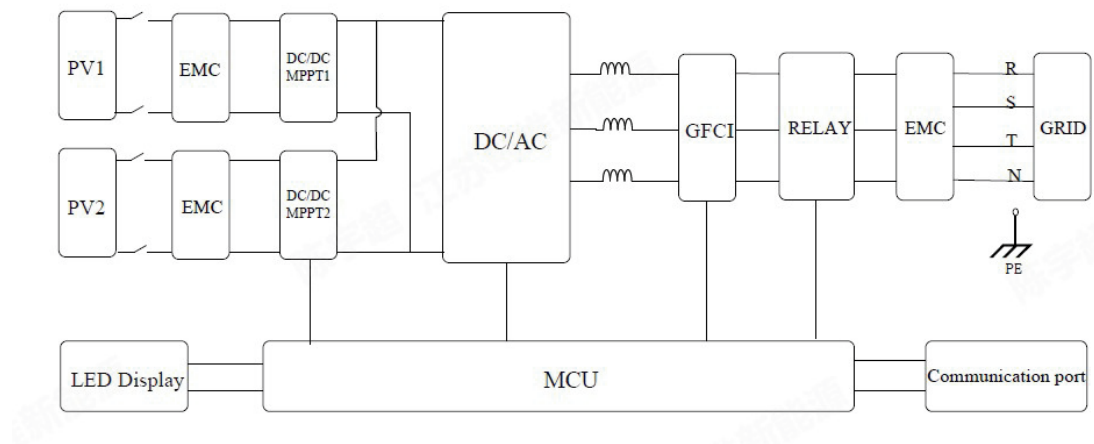 PV1
EMC
DC/DC
MPPT1
DC/AC
GFCI
RELAY
EMC
R
S
T
N
GRID
PV2
EMC
DC/DC
MPPT2
PE
LED Display
MCU
Communication port